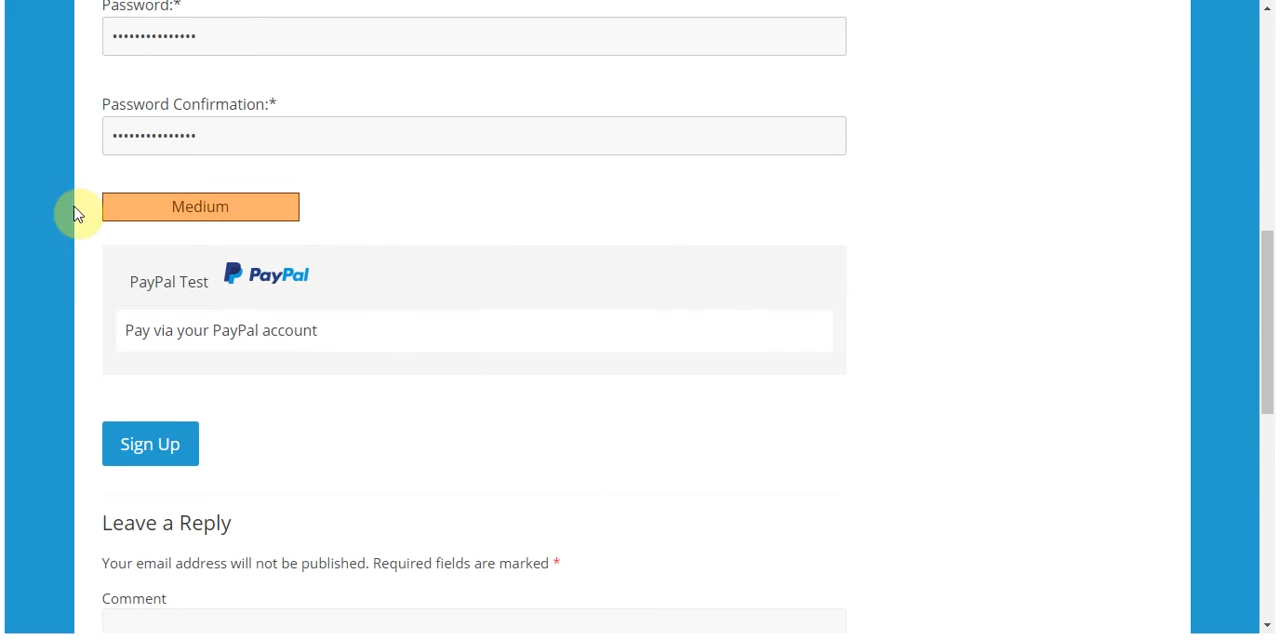 Password:*
•••••••••••••••
Password Confirmation:*
•••••••••••••••
Medium
PayPal Test PayPal
Pay via your PayPal account
Sign Up
Leave a Reply
Your email address will not be published. Required fields are marked *
Comment